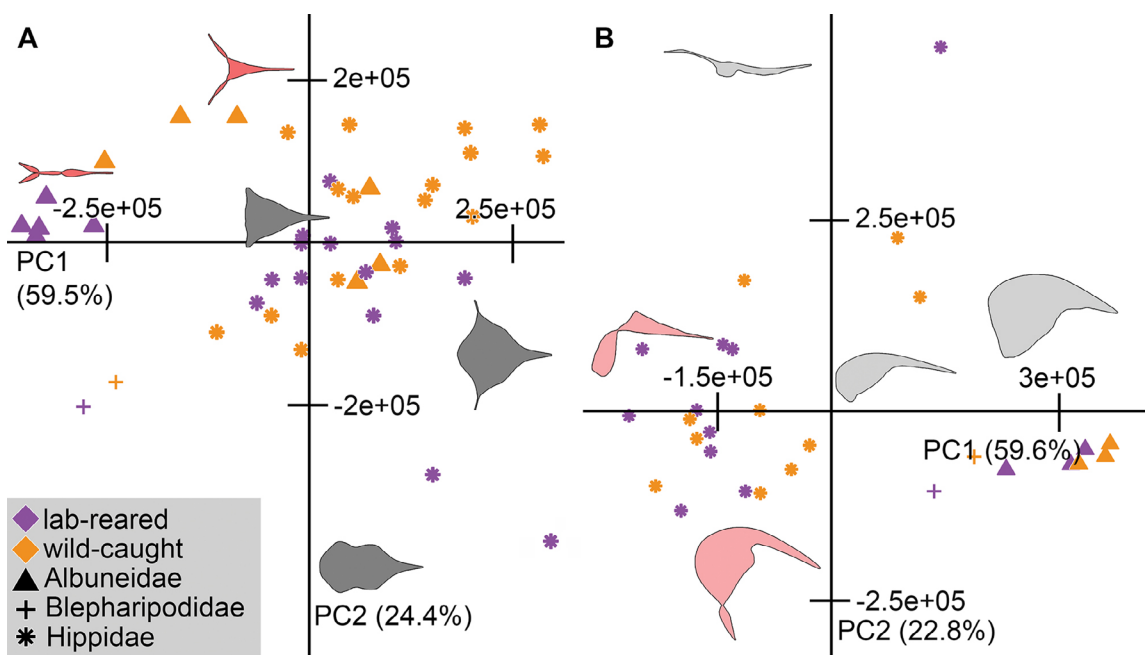 A
2e+05
-2.5e+05
2.5e+05
PC1
(59.5%)
-2e+05
PC2 (24.4%)
lab-reared
wild-caught
Albuneidae
Blepharipodidae
Hippidae
B
2.5e+05
-1.5e+05
3e+05
PC1 (59.6%)
-2.5e+05
PC2 (22.8%)